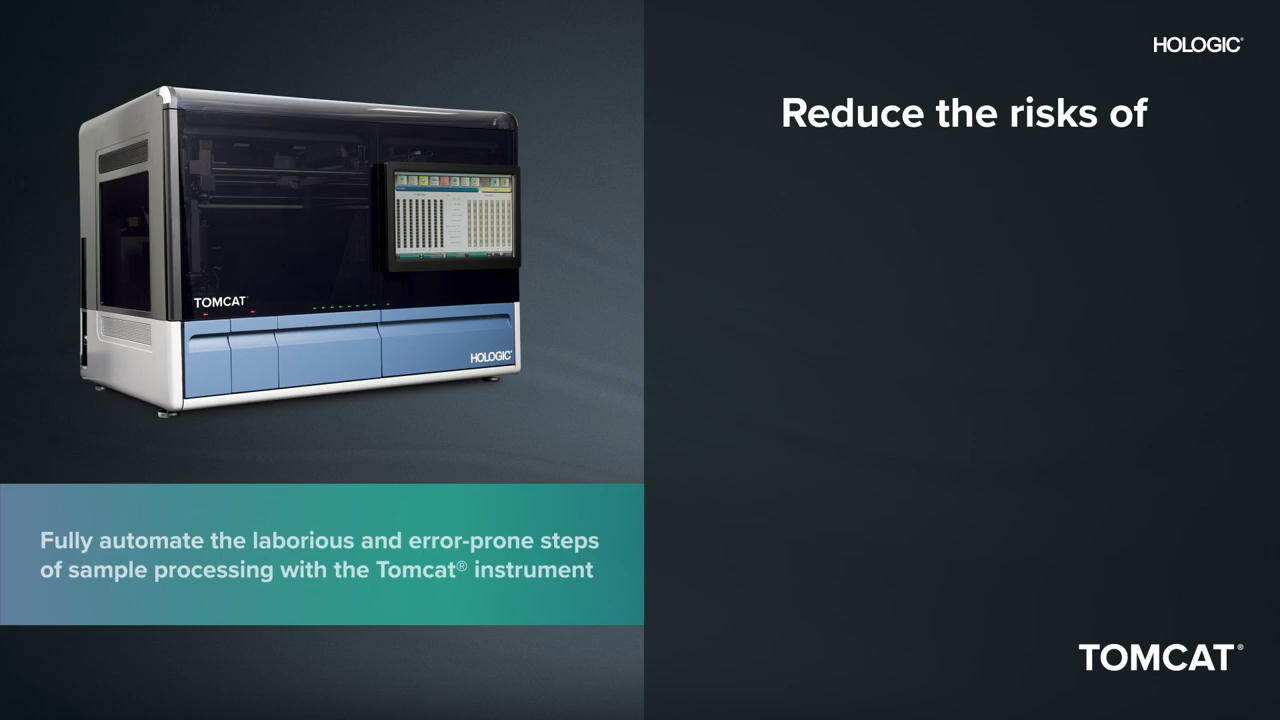 HOLOGIC®
Reduce the risks of
TOMCAT
HOLOGIC®
Fully automate the laborious and error-prone steps
of sample processing with the Tomcat® instrument
TOMCAT®